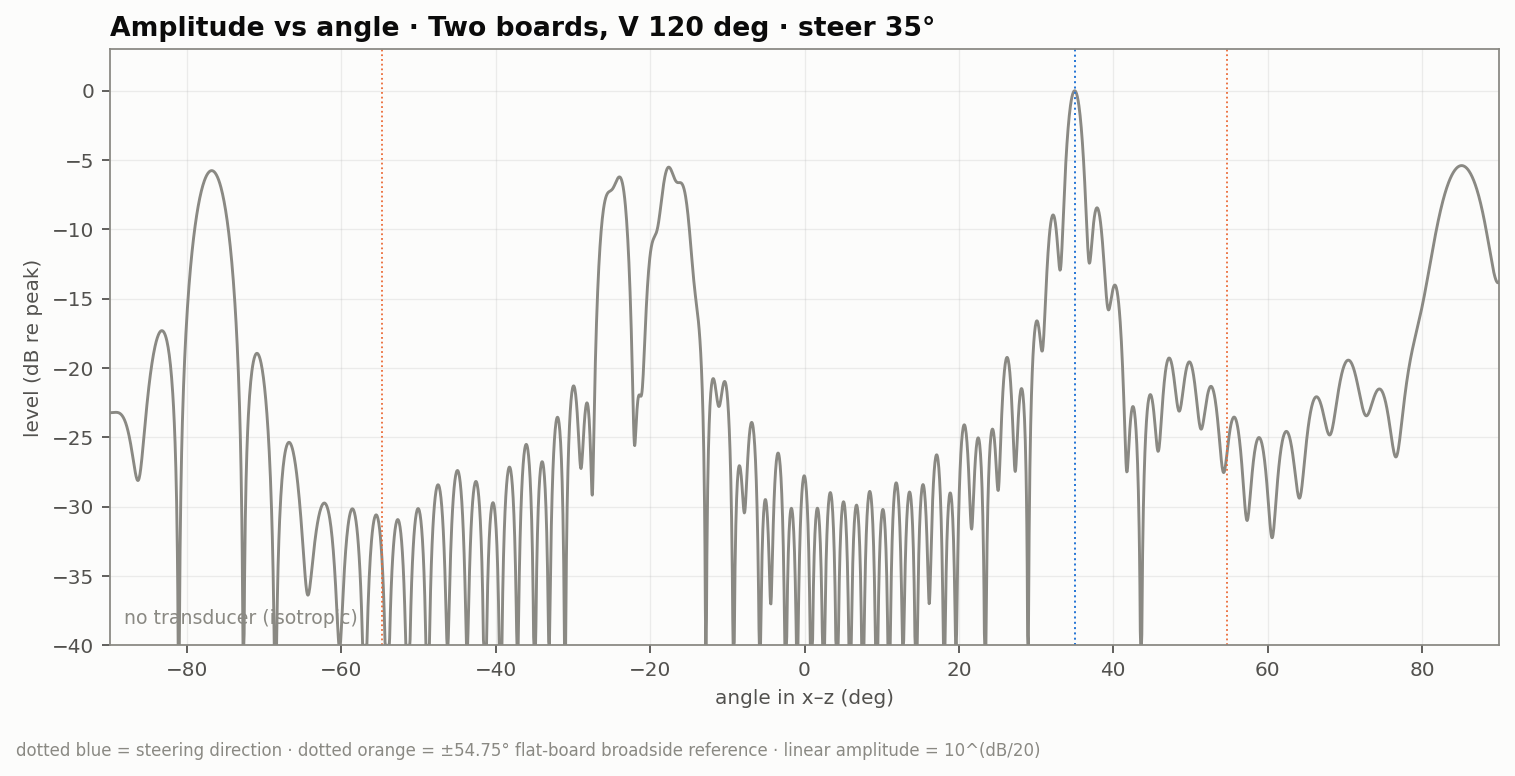 Amplitude vs angle · Two boards, V 120 deg · steer 35°
level (dB re peak)
0
−5
−10
−15
−20
−25
−30
−35
−40
no transducer (isotropic)
−80 −60 −40 −20 0 20 40 60 80
angle in x–z (deg)
dotted blue = steering direction · dotted orange = ±54.75° flat-board broadside reference · linear amplitude = 10^(dB/20)